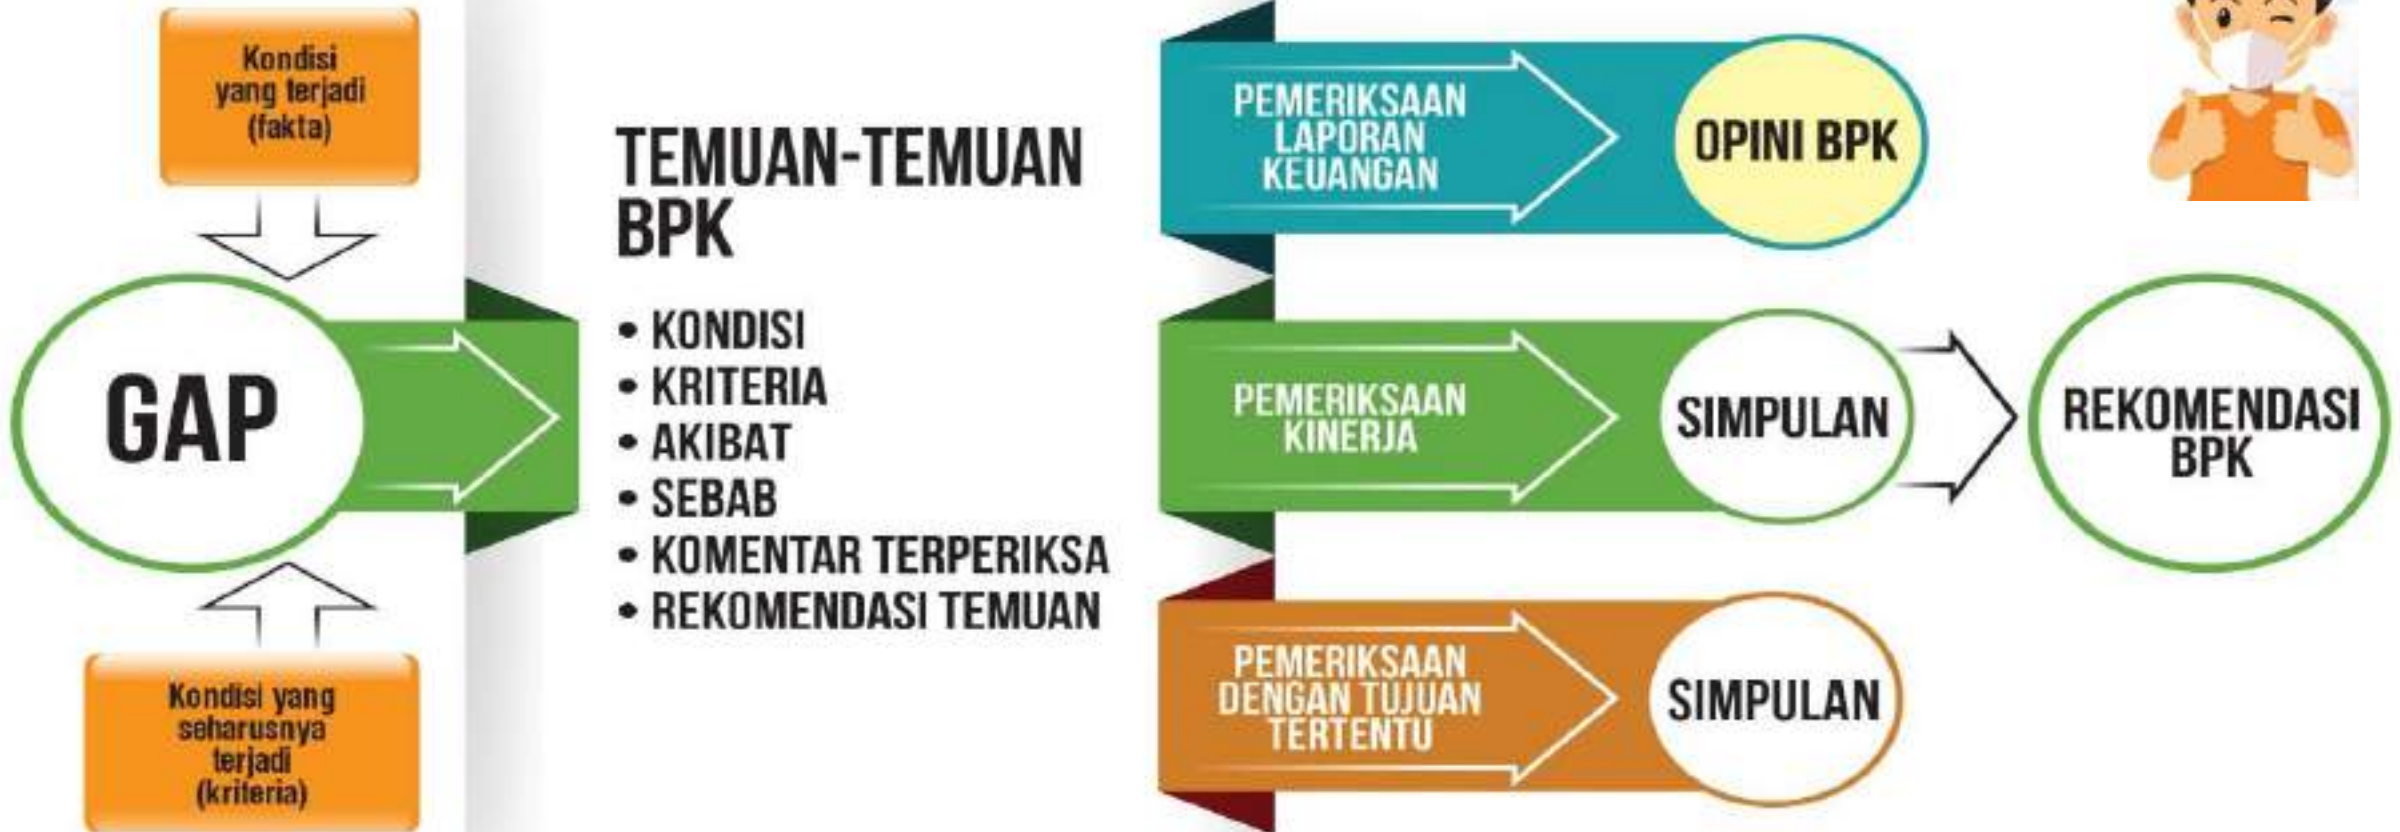 Kondisi
yang terjadi
(fakta)
GAP
Kondisi yang
seharusnya
terjadi
(kriteria)
TEMUAN-TEMUAN
BPK
• KONDISI
• KRITERIA
• AKIBAT
• SEBAB
• KOMENTAR TERPERIKSA
• REKOMENDASI TEMUAN
PEMERIKSAAN
LAPORAN
KEUANGAN
OPINI BPK
PEMERIKSAAN
KINERJA
SIMPULAN
REKOMENDASI
BPK
PEMERIKSAAN
DENGAN TUJUAN
TERTENTU
SIMPULAN